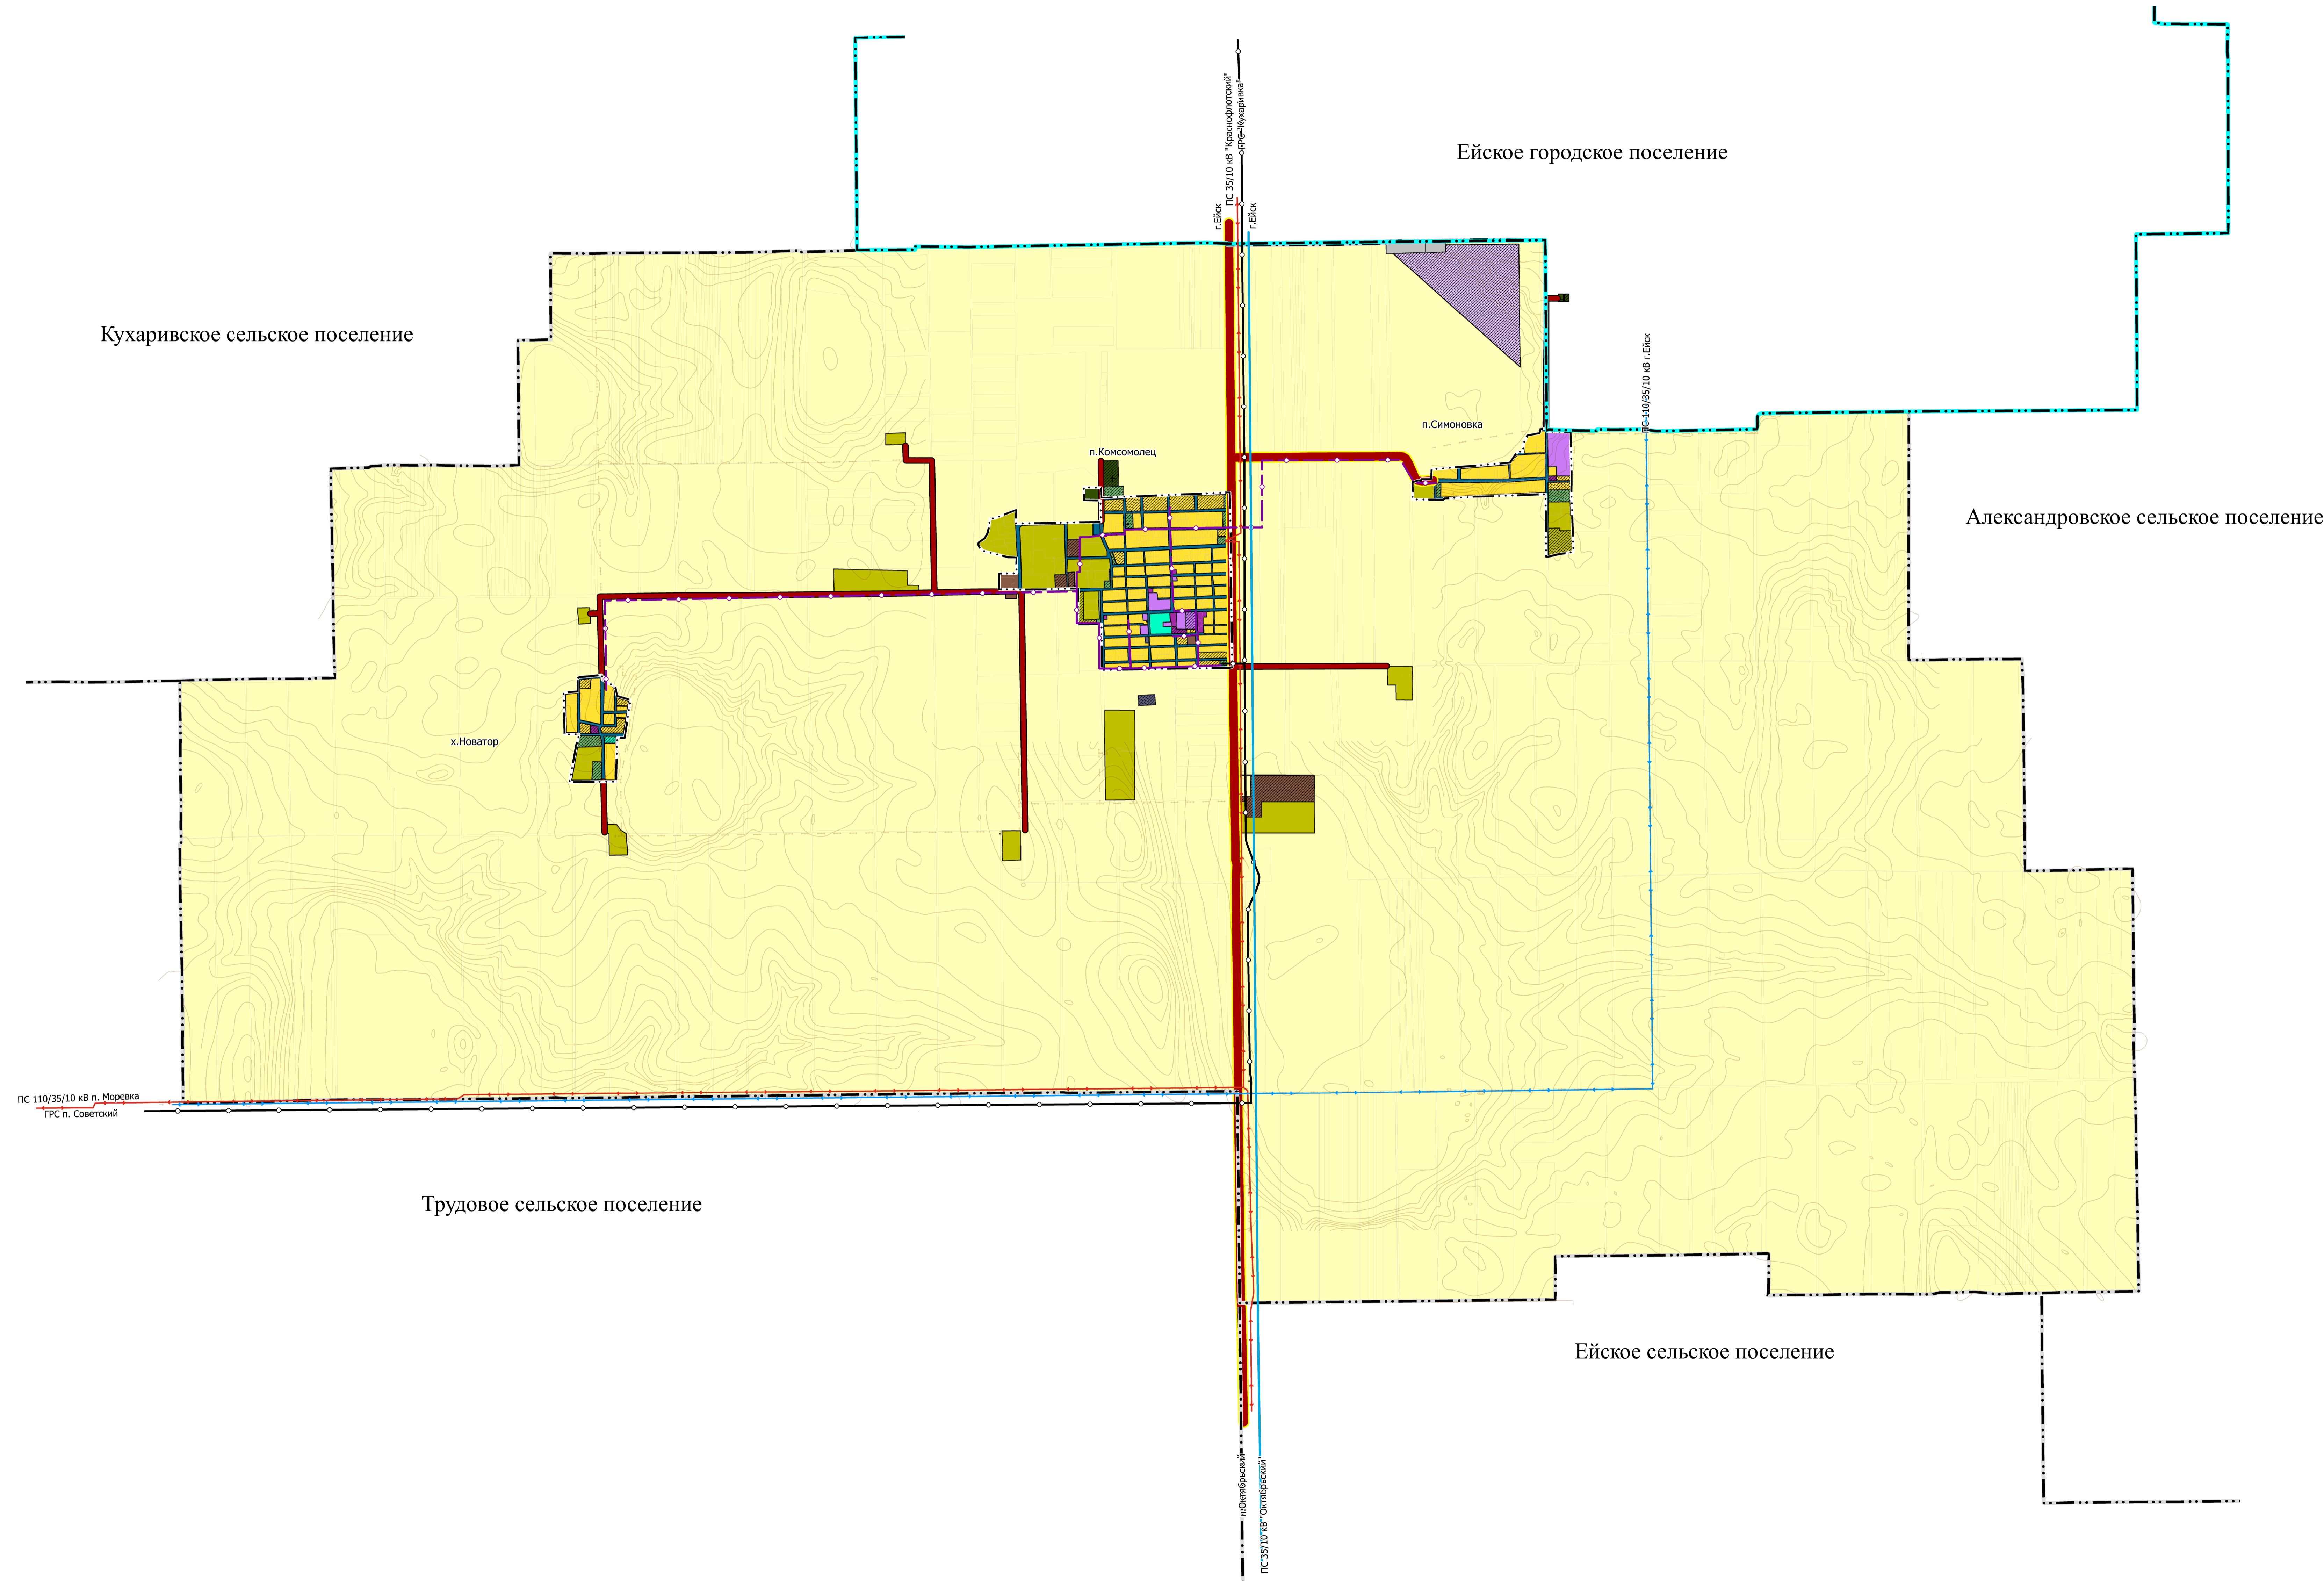 ПС 35/10 кВ "Краснофлотский"
ГРС "Кухаривка"
Ейское городское поселение
г.Ейск
г.Ейск
Кухаривское сельское поселение
ПС 110/35/10 кВ г.Ейск
п.Симоновка
п.Комсомолец
Александровское сельское поселение
х.Новатор
ПС 110/35/10 кВ п. Моревка
ГРС п. Советский
Трудовое сельское поселение
Ейское сельское поселение
п.Октябрьский
ПС 35/10 кВ "Октябрьский"